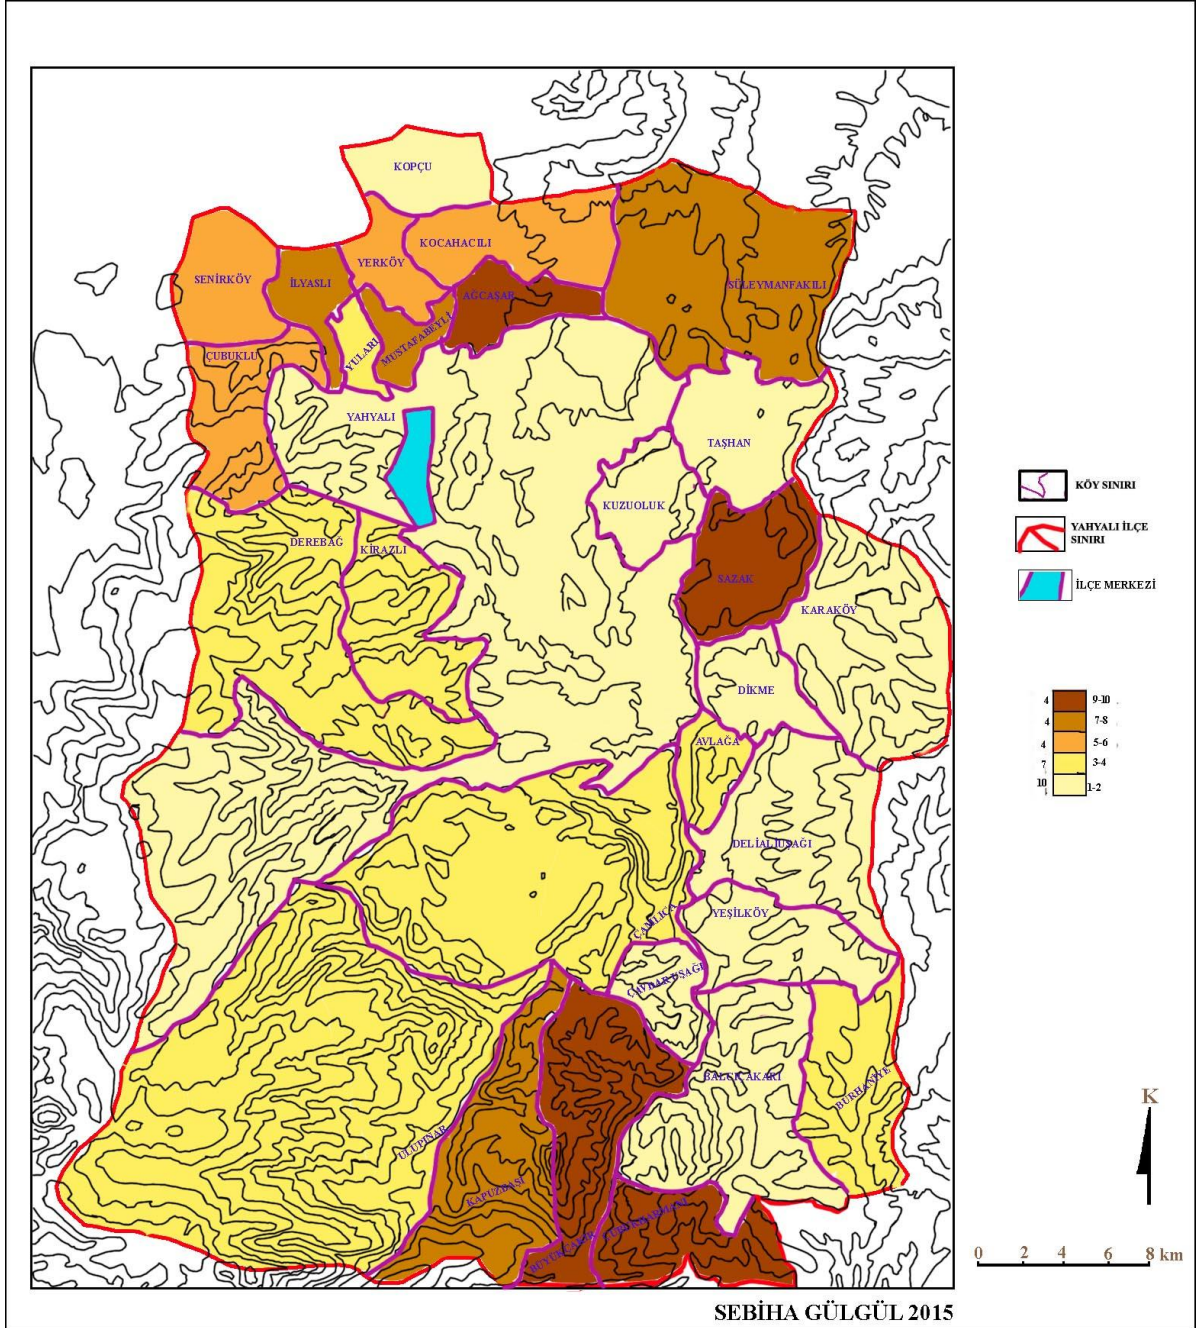 KOPÇU
KOCAHACILI
YERKÖY
SENİRKÖY
İLYASLI
SÜLEYMANFAKILI
AĞCAŞAR
MUSTAFABEYLİ
YULARI
ÇUBUKLU
YAHYALI
TAŞHAN
KUZUOLUK
DEREBAĞ
KİRAZLI
SAZAK
KARAKÖY
DİKME
AVLAĞA
DELİALİUŞAĞI
YEŞİLKÖY
ÇAMLICA
ÇAVDARUŞAĞI
BALCIÇAKIRI
BURHANİYE
ULUPINAR
KAPUZBAŞI
BÜYÜKÇAKIR
KÖY SINIRI
YAHYALI İLÇE
SINIRI
İLÇE MERKEZİ
4 9-10
4 7-8
4 5-6
7 3-4
10 1-2
K
0 2 4 6 8 km
SEBİHA GÜLGÜL 2015